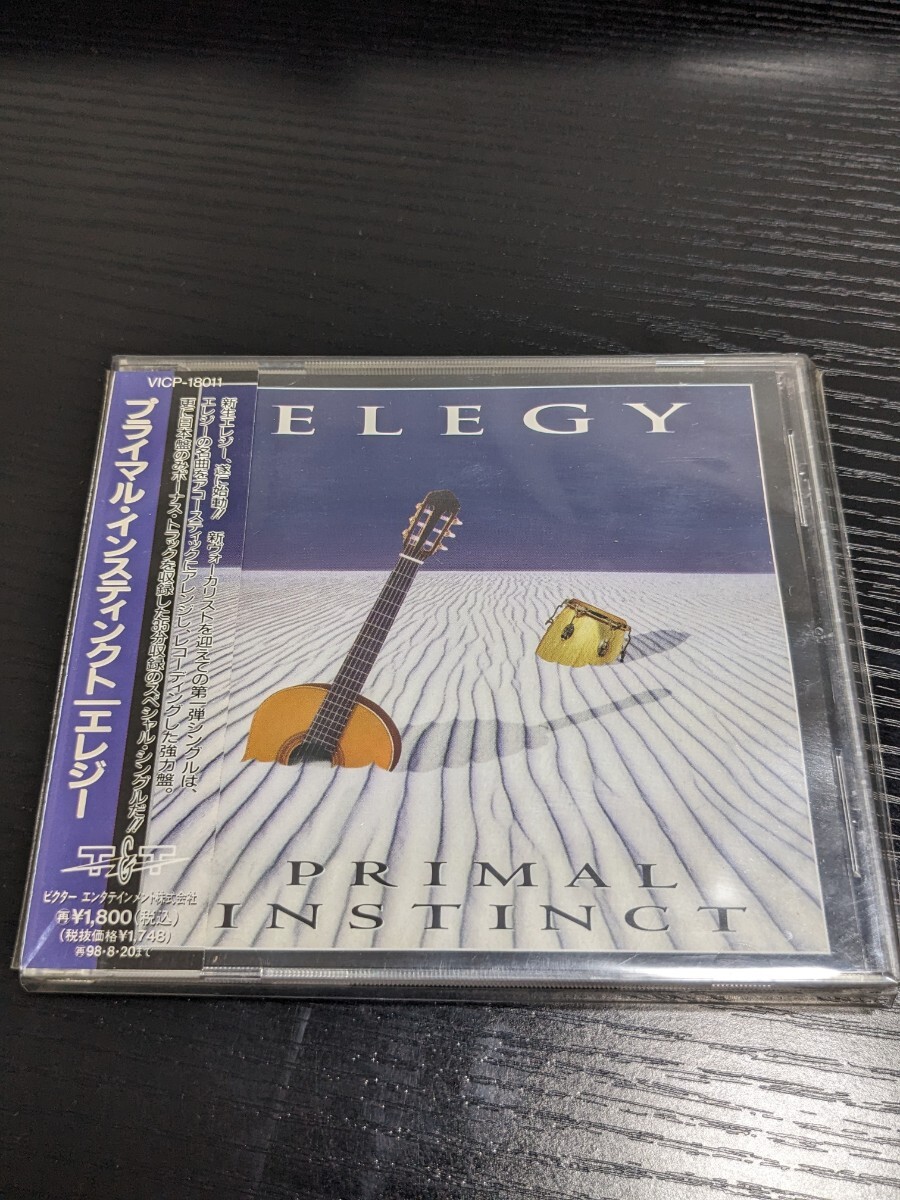 VICP-18011
プライマル・インスティンクト|エレジー
新生エレジー、遂に始動!! 新ヴォーカリストを迎えての第一弾シングルは、
エレジーの名曲をアコースティックにアレンジし、レコーディングした強力盤。
更に日本盤のみボーナス・トラックを収録した35分収録のスペシャル・シングルだ!!
ビクター エンタテインメント株式会社
再¥1,800(税込)
(税抜価格¥1,748)
再98・8・20まで
ELEGY
PRIMAL
INSTINCT